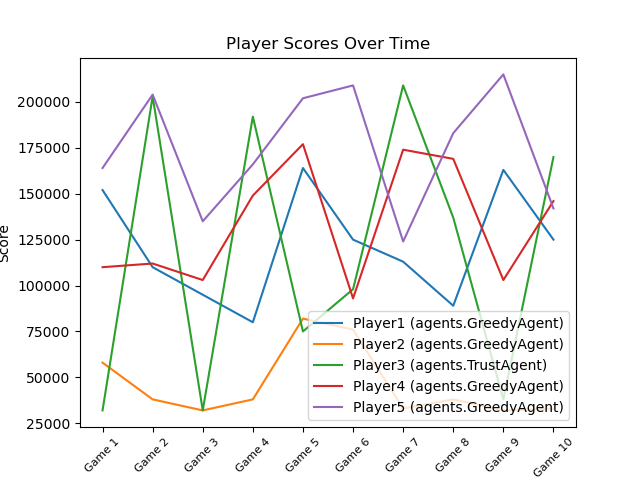 Player Scores Over Time
Score
200000
175000
150000
125000
100000
75000
50000
25000
Player1 (agents.GreedyAgent)
Player2 (agents.GreedyAgent)
Player3 (agents.TrustAgent)
Player4 (agents.GreedyAgent)
Player5 (agents.GreedyAgent)
Game 1
Game 2
Game 3
Game 4
Game 5
Game 6
Game 7
Game 8
Game 9
Game 10